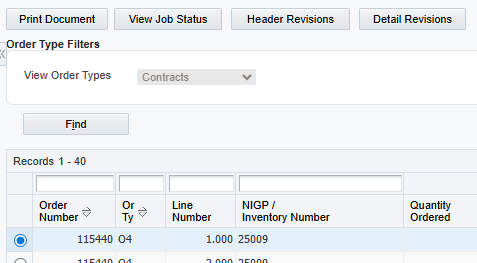 Print Document View Job Status Header Revisions Detail Revisions
Order Type Filters
View Order Types Contracts
Find
Records 1 - 40
Order Number Or Ty Line Number NIGP / Inventory Number Quantity Ordered
115440 O4 1.000 25009
115440 O4 2.000 25009